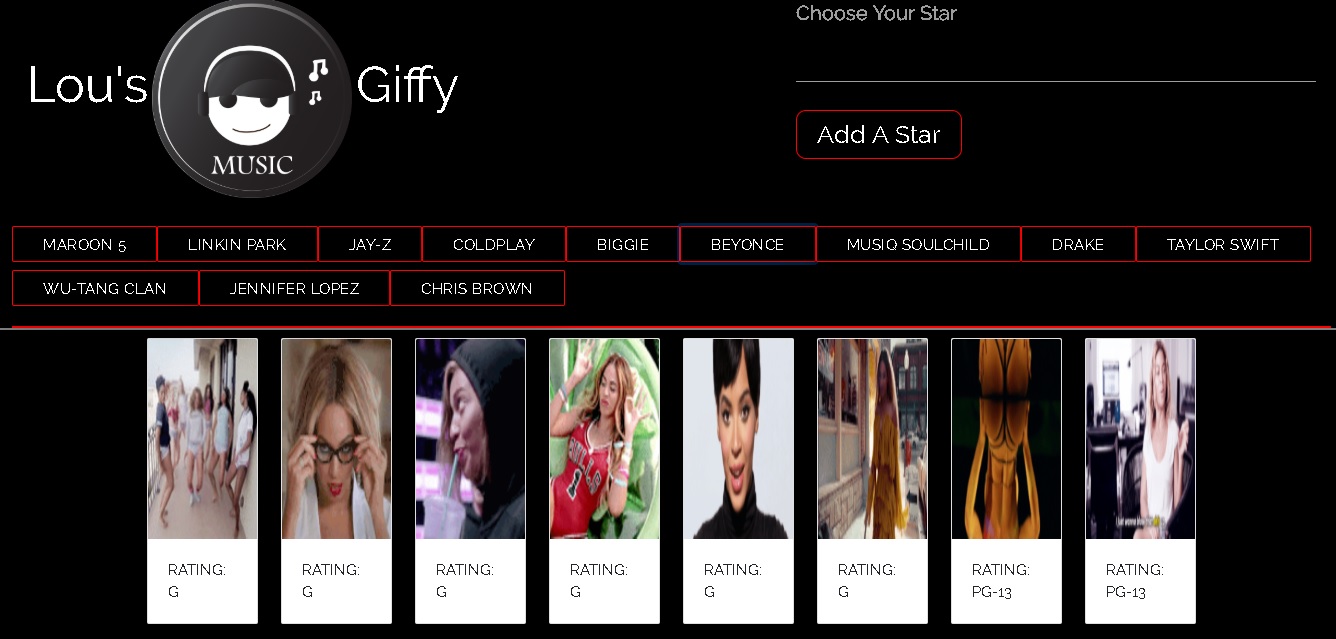 Choose Your Star
Lou's
Giffy
MUSIC
Add A Star
MAROON 5
LINKIN PARK
JAY-Z
COLDPLAY
BIGGIE
BEYONCE
MUSIQ SOULCHILD
DRAKE
TAYLOR SWIFT
WU-TANG CLAN
JENNIFER LOPEZ
CHRIS BROWN
RATING:
G
RATING:
G
RATING:
G
RATING:
G
RATING:
G
RATING:
G
RATING:
PG-13
RATING:
PG-13